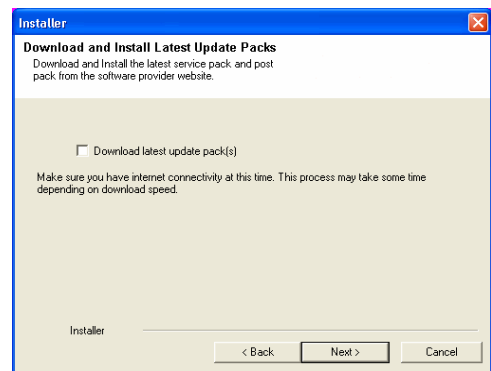 Installer
Download and Install Latest Update Packs
Download and Install the latest service pack and post
pack from the software provider website.
Download latest update pack(s)
Make sure you have internet connectivity at this time. This process may take some time
depending on download speed.
Installer
< Back
Next >
Cancel